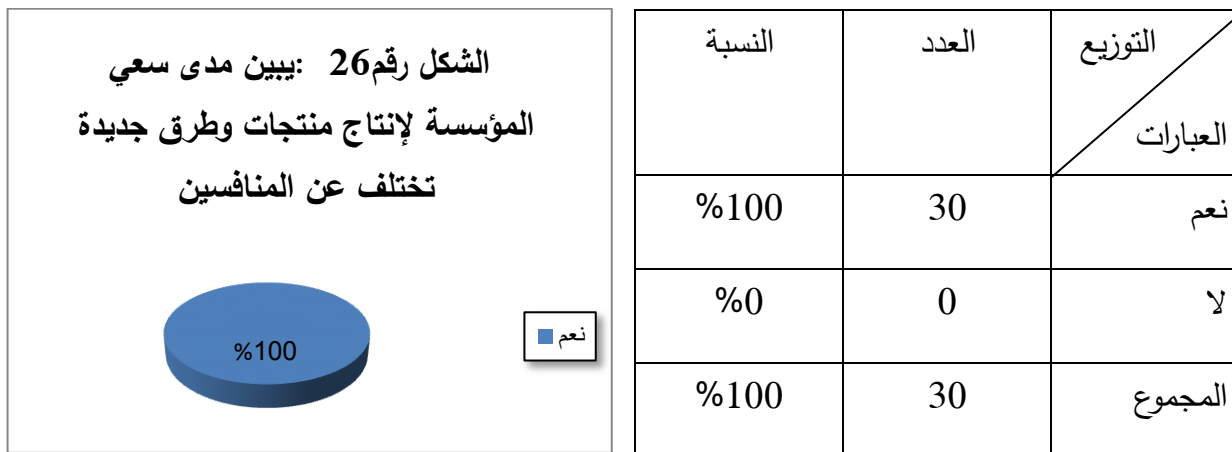 التوزيع العدد النسبة
العبارات
نعم 30 %100
لا 0 %0
المجموع 30 %100
الشكل رقم26 :يبين مدى سعي
المؤسسة لإنتاج منتجات وطرق جديدة
تختلف عن المنافسين
نعم
%100